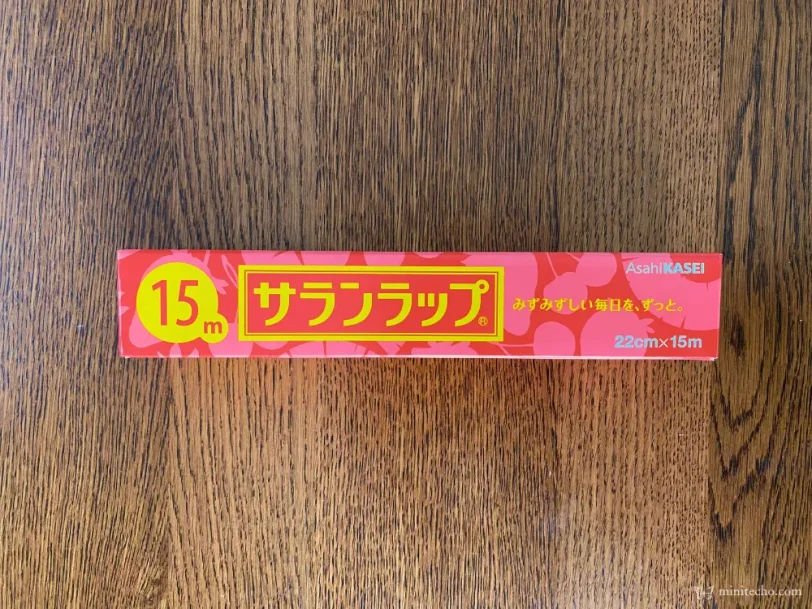 15m
サランラップ®
みずみずしい毎日を、ずっと。
AsahiKASEI
22cm×15m
minitecho.com